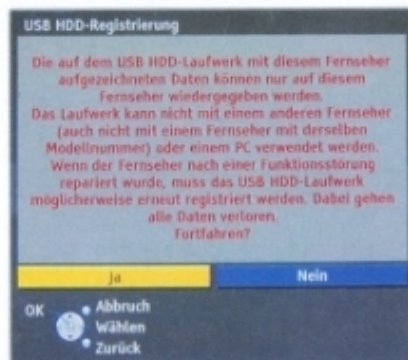 USB HDD-Registrierung
Die auf dem USB HDD-Laufwerk mit diesem Fernseher
aufgezeichneten Daten können nur auf diesem
Fernseher wiedergegeben werden.
Das Laufwerk kann nicht mit einem anderen Fernseher
(auch nicht mit einem Fernseher mit derselben
Modellnummer) oder einem PC verwendet werden.
Wenn der Fernseher nach einer Funktionsstörung
repariert wurde, muss das USB HDD-Laufwerk
möglicherweise erneut registriert werden. Dabei gehen
alle Daten verloren.
Fortfahren?
Ja
Nein
OK
Abbruch
Wählen
Zurück